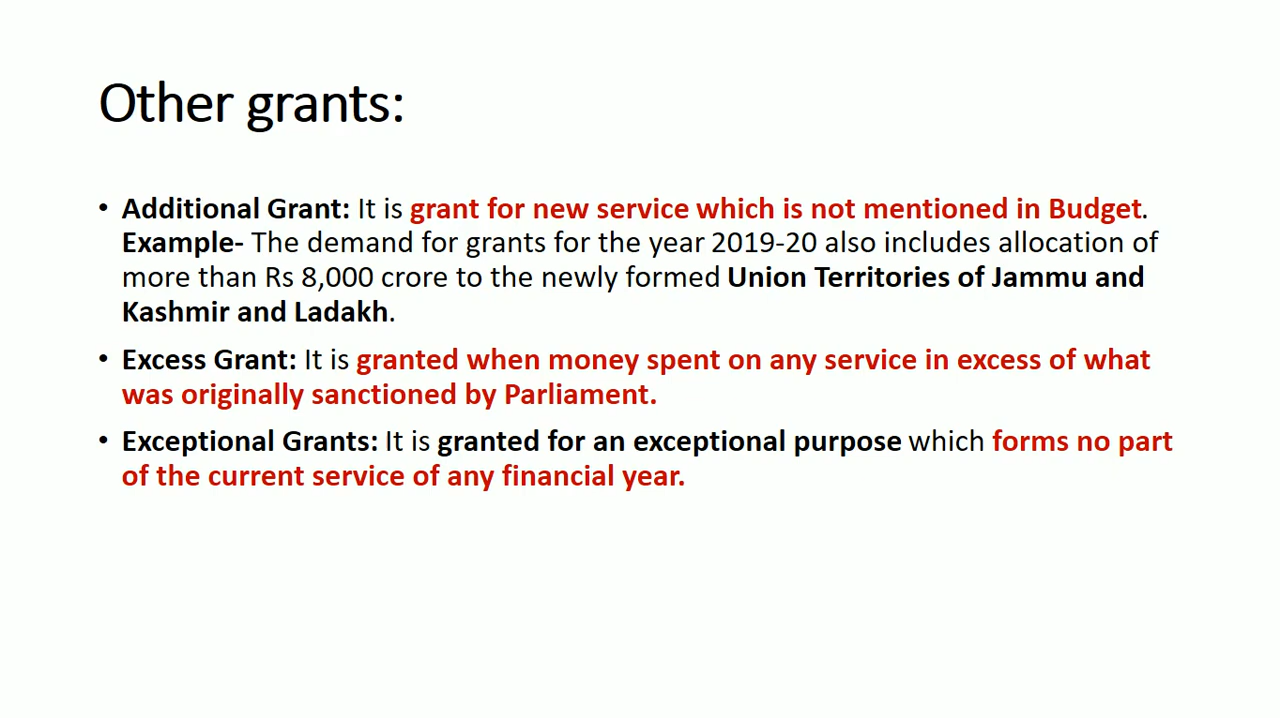 Other grants:
• Additional Grant: It is grant for new service which is not mentioned in Budget.
Example- The demand for grants for the year 2019-20 also includes allocation of
more than Rs 8,000 crore to the newly formed Union Territories of Jammu and
Kashmir and Ladakh.
• Excess Grant: It is granted when money spent on any service in excess of what
was originally sanctioned by Parliament.
• Exceptional Grants: It is granted for an exceptional purpose which forms no part
of the current service of any financial year.